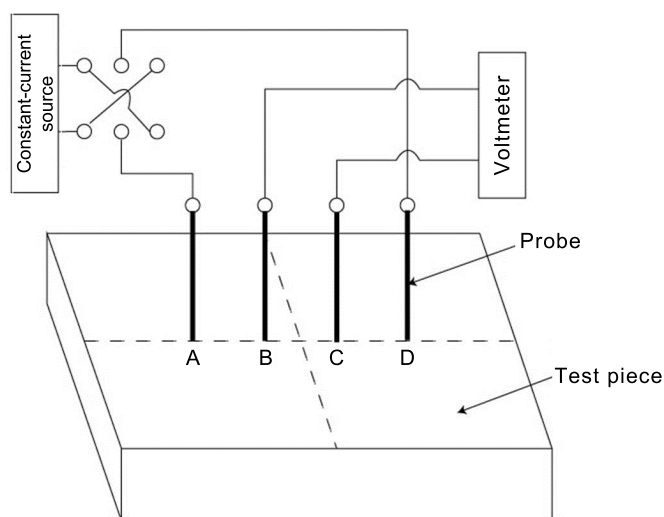 Constant-current
source
Voltmeter
Probe
A
B
C
D
Test piece